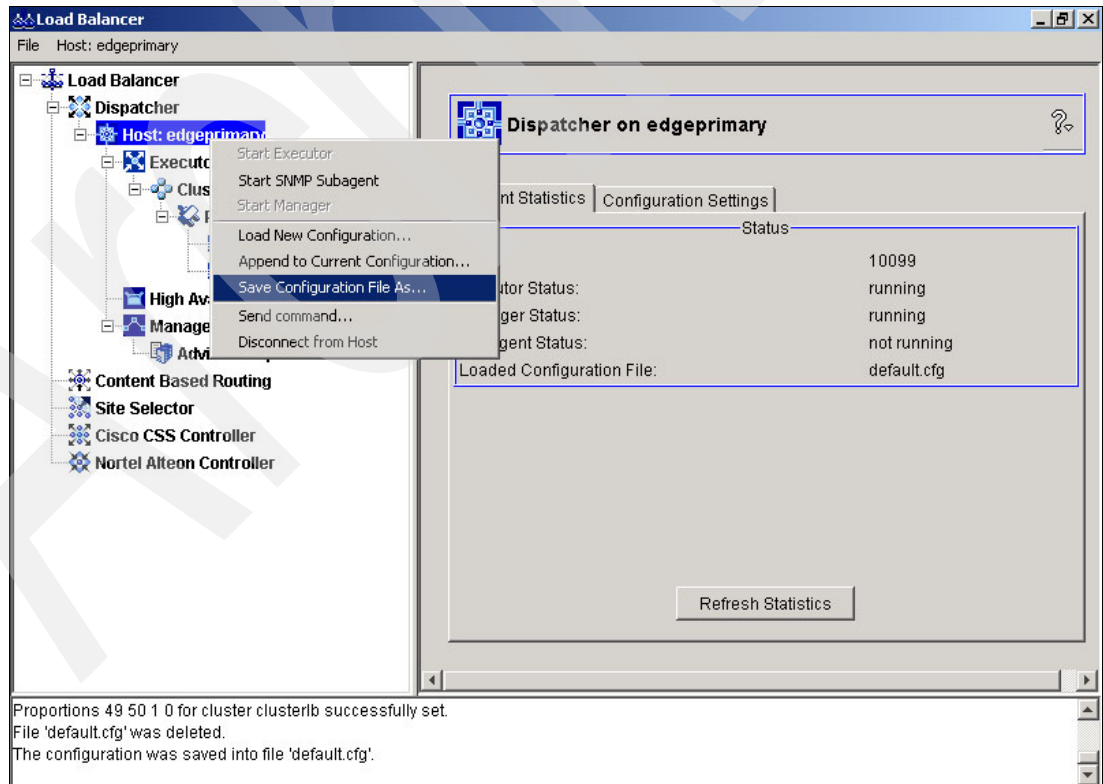 Load Balancer
File Host: edgeprimary
Load Balancer
Dispatcher
Host: edgeprimary
Executo
Clus
High Av
Manage
Advi
Content Based Routing
Site Selector
Cisco CSS Controller
Nortel Alteon Controller
Start Executor
Start SNMP Subagent
Start Manager
Load New Configuration...
Append to Current Configuration...
Save Configuration File As...
Send command...
Disconnect from Host
Dispatcher on edgeprimary
?
nt Statistics Configuration Settings
Status
10099
utor Status: running
ger Status: running
gent Status: not running
Loaded Configuration File: default.cfg
Refresh Statistics
Proportions 49 50 1 0 for cluster clusterlb successfully set.
File 'default.cfg' was deleted.
The configuration was saved into file 'default.cfg'.